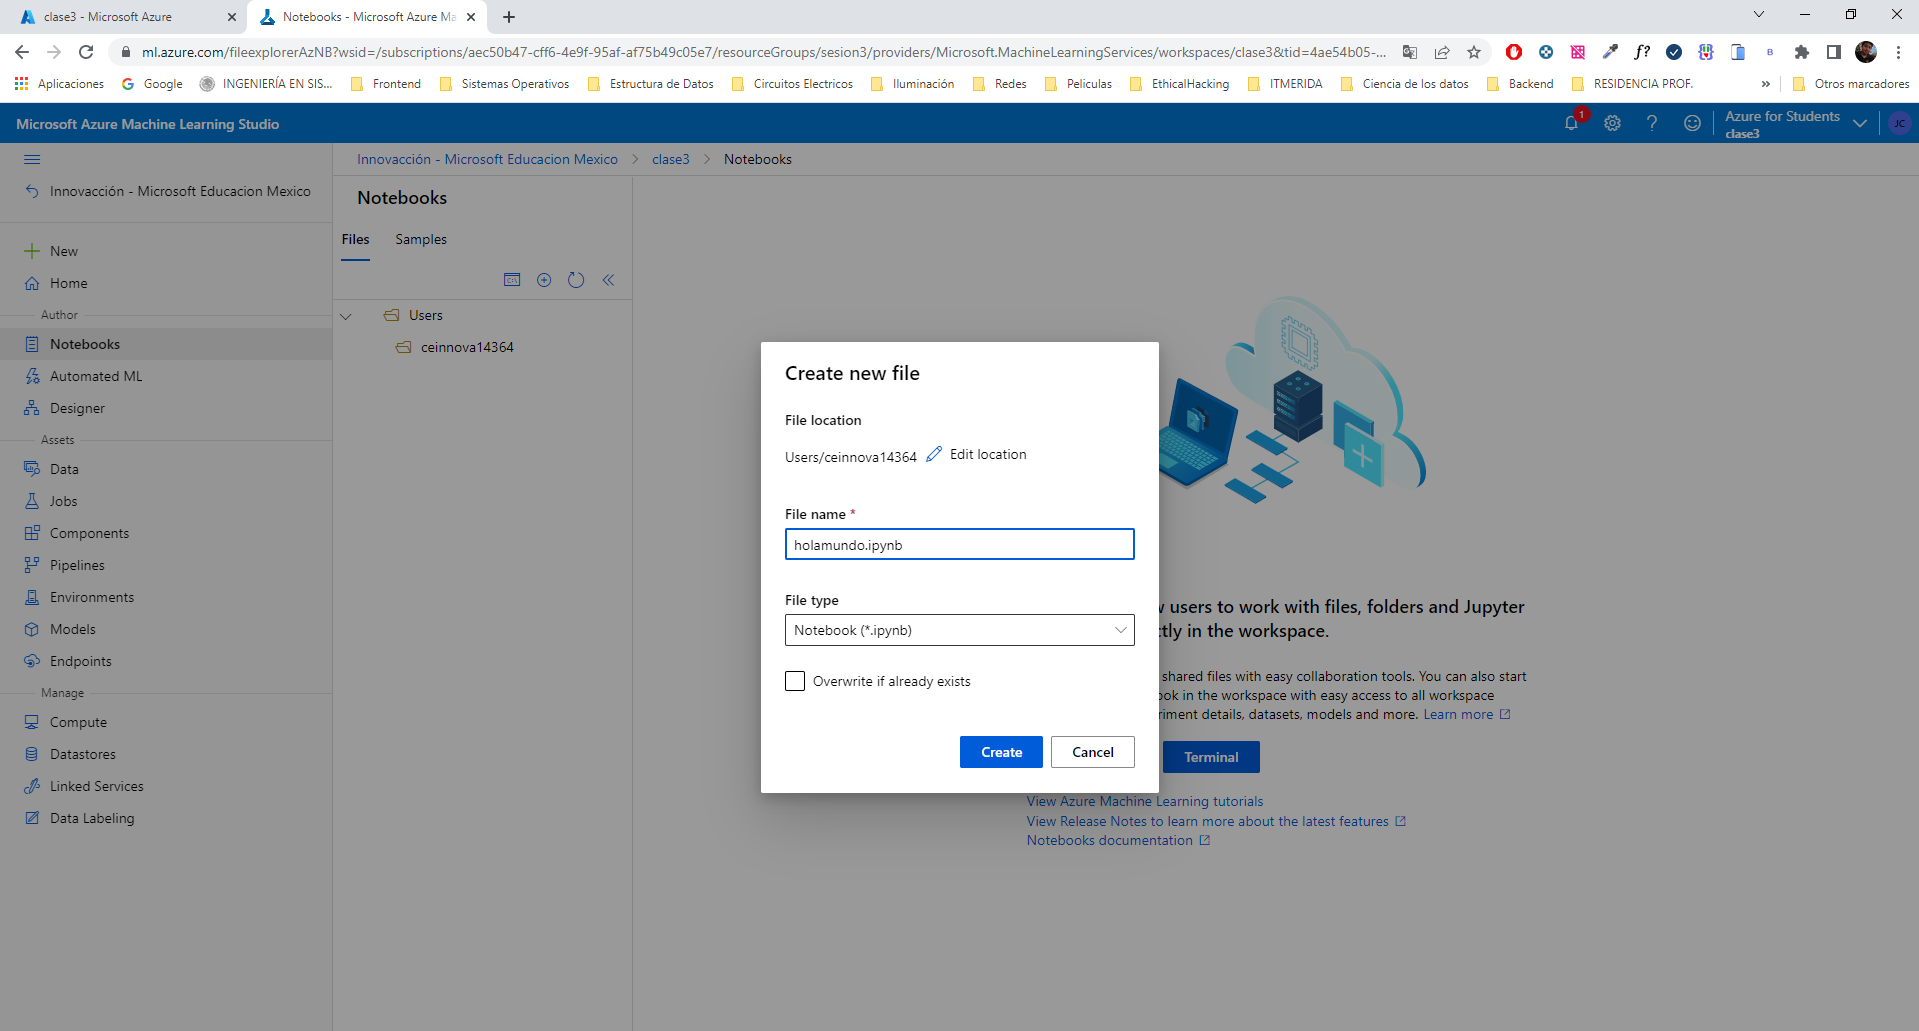 clase3 - Microsoft Azure
Notebooks - Microsoft Azure Ma
ml.azure.com/fileexplorerAzNB?wsid=/subscriptions/aec50b47-cff6-4e9f-95af-af75b49c05e7/resourceGroups/sesion3/providers/Microsoft.MachineLearningServices/workspaces/clase3&tid=4ae54b05-...
Aplicaciones Google INGENIERÍA EN SIS... Frontend Sistemas Operativos Estructura de Datos Circuitos Electricos Iluminación Redes Peliculas EthicalHacking ITMERIDA Ciencia de los datos Backend RESIDENCIA PROF. » Otros marcadores
Microsoft Azure Machine Learning Studio
1
Azure for Students
clase3
JC
Innovacción - Microsoft Educacion Mexico
New
Home
Author
Notebooks
Automated ML
Designer
Assets
Data
Jobs
Components
Pipelines
Environments
Models
Endpoints
Manage
Compute
Datastores
Linked Services
Data Labeling
Innovacción - Microsoft Educacion Mexico > clase3 > Notebooks
Notebooks
Files Samples
Users
ceinnova14364
Create new file
File location
Users/ceinnova14364 Edit location
File name *
holamundo.ipynb
File type
Notebook (*.ipynb)
Overwrite if already exists
Create Cancel
users to work with files, folders and Jupyter
in the workspace.
shared files with easy collaboration tools. You can also start
in the workspace with easy access to all workspace
details, datasets, models and more. Learn more
Terminal
View Azure Machine Learning tutorials
View Release Notes to learn more about the latest features
Notebooks documentation